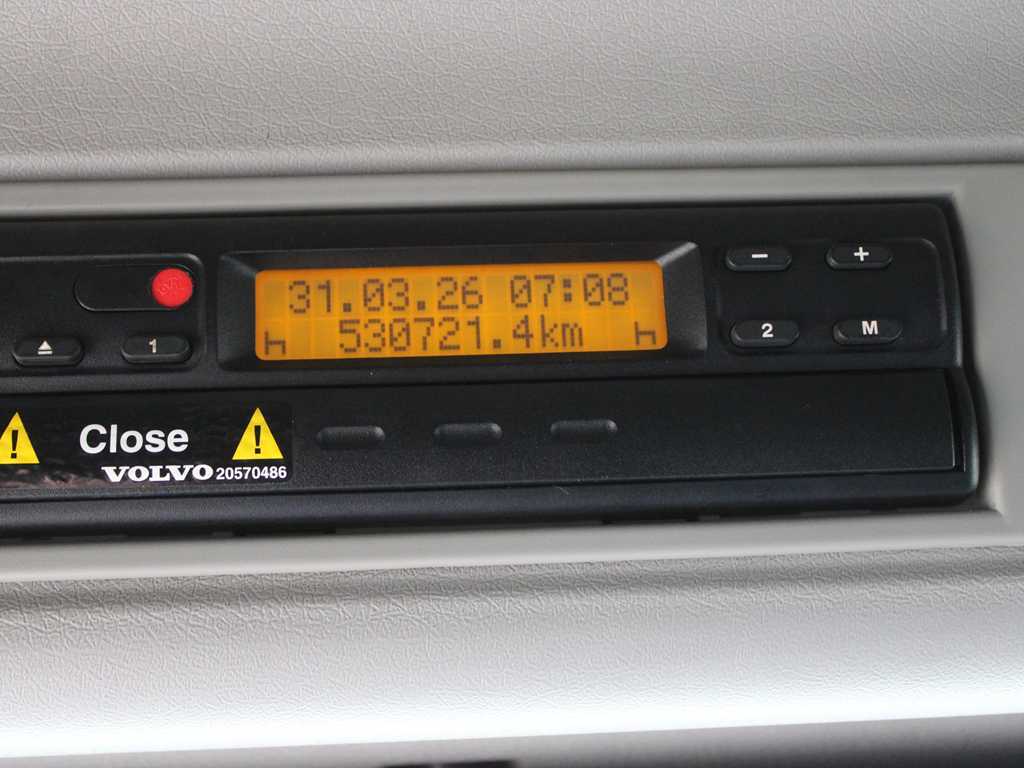 31.03.26 07:08
530721.4km
1
− +
2 M
! Close !
VOLVO 20570486